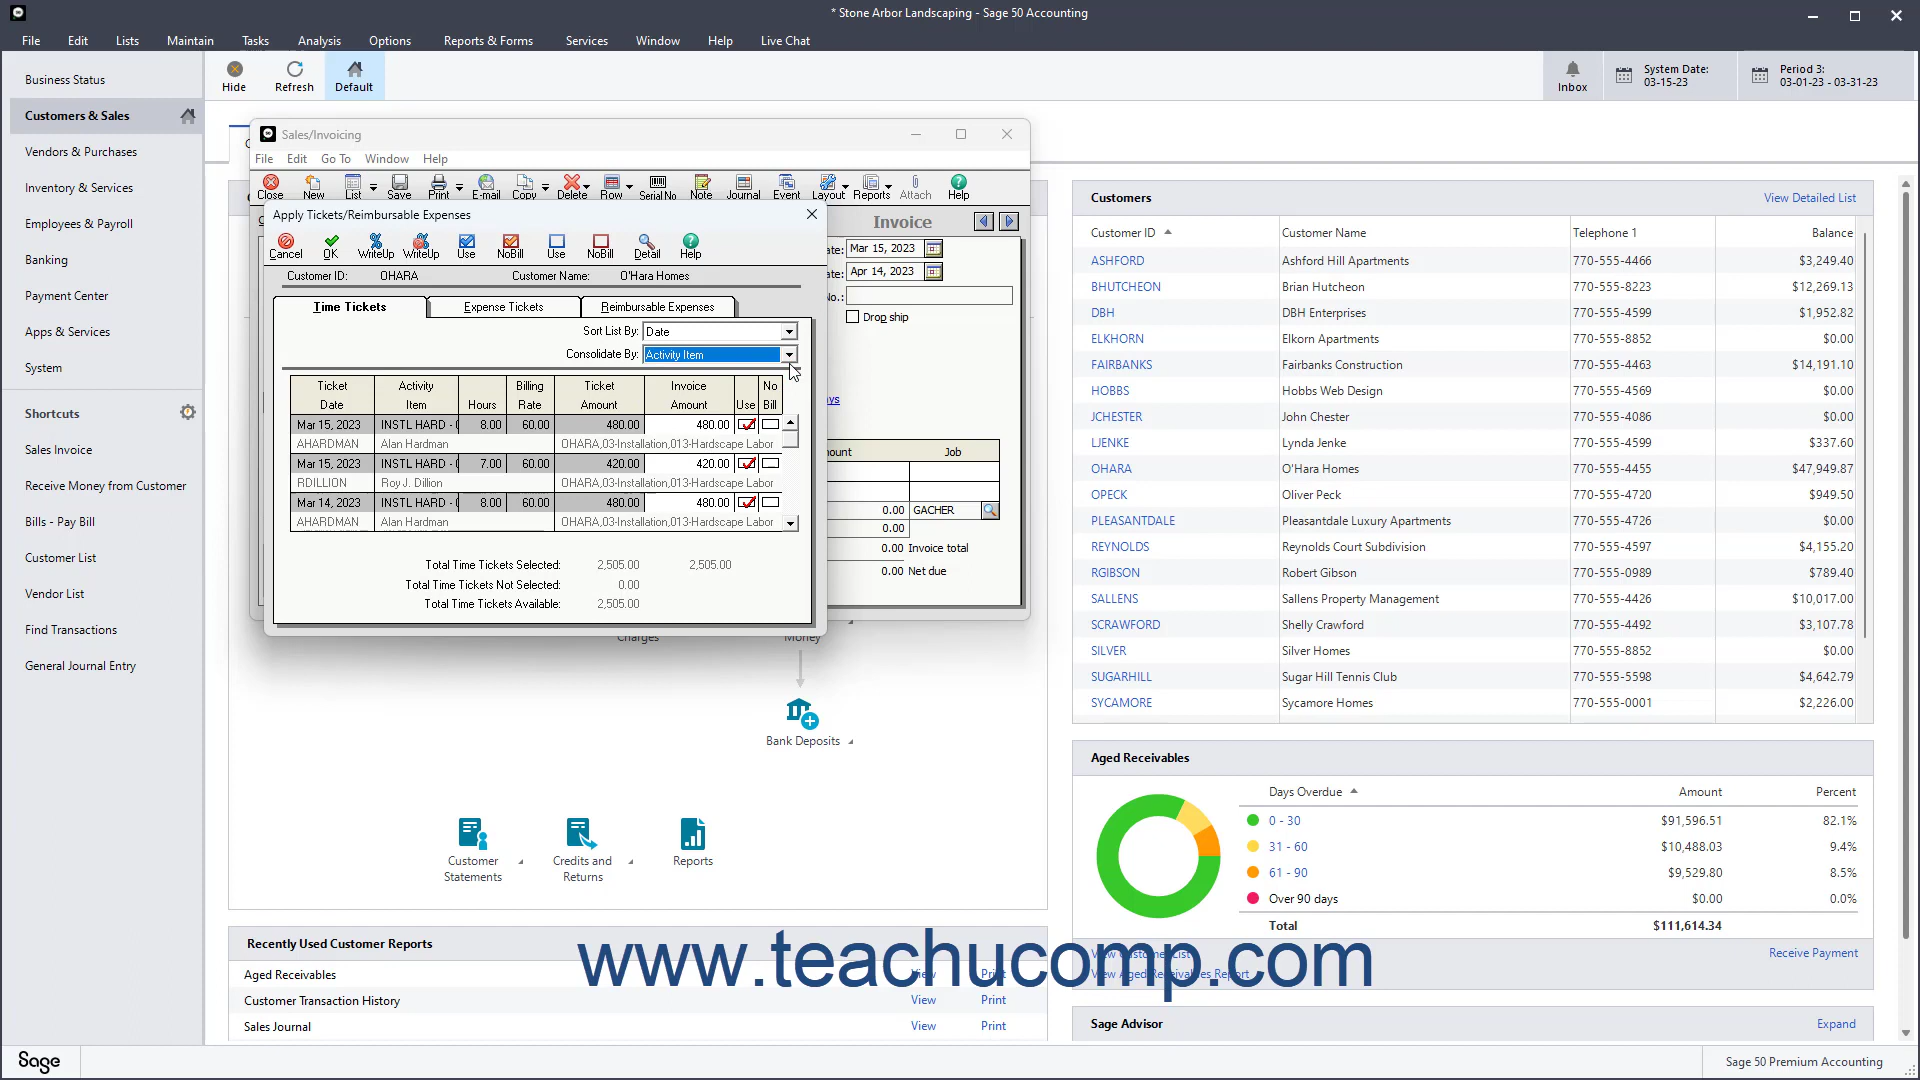 * Stone Arbor Landscaping - Sage 50 Accounting
File Edit Lists Maintain Tasks Analysis Options Reports & Forms Services Window Help Live Chat
Business Status
Customers & Sales
Vendors & Purchases
Inventory & Services
Employees & Payroll
Banking
Payment Center
Apps & Services
System
Shortcuts
Sales Invoice
Receive Money from Customer
Bills - Pay Bill
Customer List
Vendor List
Find Transactions
General Journal Entry
Hide Refresh Default
Inbox
System Date:
03-15-23
Period 3:
03-01-23 - 03-31-23
Sales/Invoicing
File Edit Go To Window Help
Close New List Save Print E-mail Copy Delete Row Serial No Note Journal Event Layout Reports Attach Help
Invoice
ate: Mar 15, 2023
ate: Apr 14, 2023
No.:
Drop ship
ays
ount Job
0.00 GACHER
0.00
0.00 Invoice total
0.00 Net due
Apply Tickets/Reimbursable Expenses
Cancel OK WriteUp WriteUp Use NoBill Use NoBill Detail Help
Customer ID: OHARA Customer Name: O'Hara Homes
Time Tickets Expense Tickets Reimbursable Expenses
Sort List By: Date
Consolidate By: Activity Item
Ticket Activity Billing Ticket Invoice No
Date Item Hours Rate Amount Amount Use Bill
Mar 15, 2023 INSTL HARD - 8.00 60.00 480.00 480.00
AHARDMAN Alan Hardman OHARA,03-Installation,013-Hardscape Labor
Mar 15, 2023 INSTL HARD - 7.00 60.00 420.00 420.00
RDILLION Roy J. Dillion OHARA,03-Installation,013-Hardscape Labor
Mar 14, 2023 INSTL HARD - 8.00 60.00 480.00 480.00
AHARDMAN Alan Hardman OHARA,03-Installation,013-Hardscape Labor
Total Time Tickets Selected: 2,505.00 2,505.00
Total Time Tickets Not Selected: 0.00
Total Time Tickets Available: 2,505.00
Charges Money
Bank Deposits
Customer
Statements
Credits and
Returns
Reports
Recently Used Customer Reports
Aged Receivables View Print
Customer Transaction History View Print
Sales Journal View Print
Customers View Detailed List
Customer ID Customer Name Telephone 1 Balance
ASHFORD Ashford Hill Apartments 770-555-4466 $3,249.40
BHUTCHEON Brian Hutcheon 770-555-8223 $12,269.13
DBH DBH Enterprises 770-555-4599 $1,952.82
ELKHORN Elkorn Apartments 770-555-8852 $0.00
FAIRBANKS Fairbanks Construction 770-555-4463 $14,191.10
HOBBS Hobbs Web Design 770-555-4569 $0.00
JCHESTER John Chester 770-555-4086 $0.00
LJENKE Lynda Jenke 770-555-4599 $337.60
OHARA O'Hara Homes 770-555-4455 $47,949.87
OPECK Oliver Peck 770-555-4720 $949.50
PLEASANTDALE Pleasantdale Luxury Apartments 770-555-4726 $0.00
REYNOLDS Reynolds Court Subdivision 770-555-4597 $4,155.20
RGIBSON Robert Gibson 770-555-0989 $789.40
SALLENS Sallens Property Management 770-555-4426 $10,017.00
SCRAWFORD Shelly Crawford 770-555-4492 $3,107.78
SILVER Silver Homes 770-555-8852 $0.00
SUGARHILL Sugar Hill Tennis Club 770-555-5598 $4,642.79
SYCAMORE Sycamore Homes 770-555-0001 $2,226.00
Aged Receivables
Days Overdue Amount Percent
0 - 30 $91,596.51 82.1%
31 - 60 $10,488.03 9.4%
61 - 90 $9,529.80 8.5%
Over 90 days $0.00 0.0%
Total $111,614.34
View Customer List Receive Payment
View Aged Receivables Report
Sage Advisor Expand
www.teachucomp.com
Sage
Sage 50 Premium Accounting